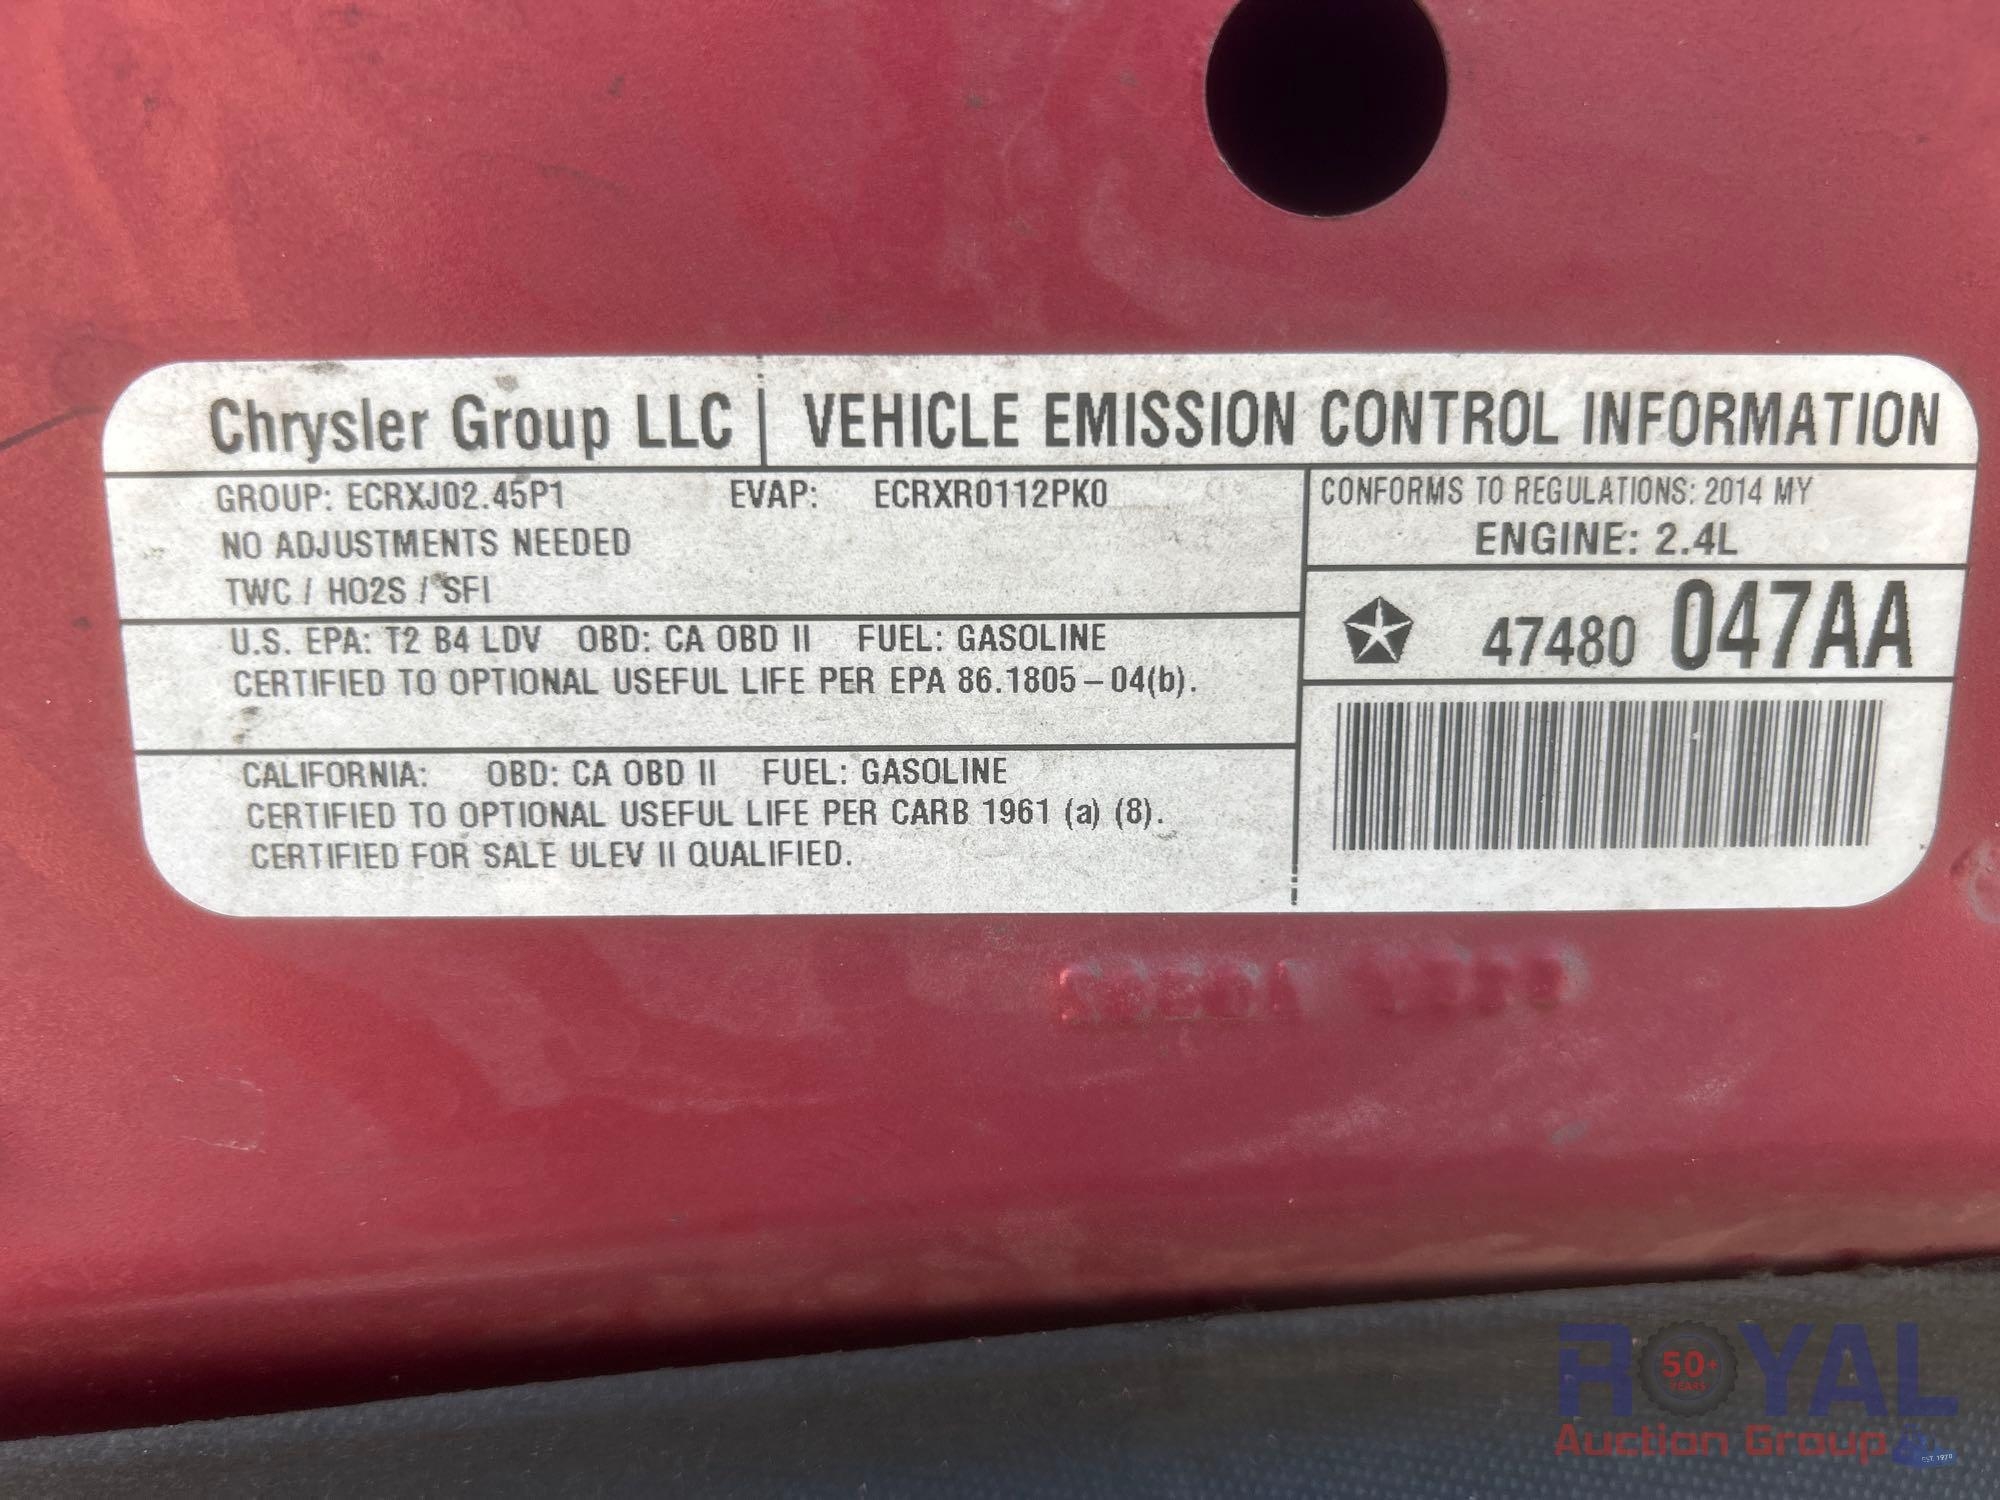 Chrysler Group LLC | VEHICLE EMISSION CONTROL INFORMATION
GROUP: ECRXJ02.45P1 EVAP: ECRXR0112PK0
NO ADJUSTMENTS NEEDED
TWC / HO2S / SFI
U.S. EPA: T2 B4 LDV OBD: CA OBD II FUEL: GASOLINE
CERTIFIED TO OPTIONAL USEFUL LIFE PER EPA 86.1805-04(b).
CALIFORNIA: OBD: CA OBD II FUEL: GASOLINE
CERTIFIED TO OPTIONAL USEFUL LIFE PER CARB 1961 (a) (8).
CERTIFIED FOR SALE ULEV II QUALIFIED.
CONFORMS TO REGULATIONS: 2014 MY
ENGINE: 2.4L
47480 047AA
ROYAL
50+
YEARS
Auction Group
EST. 1970